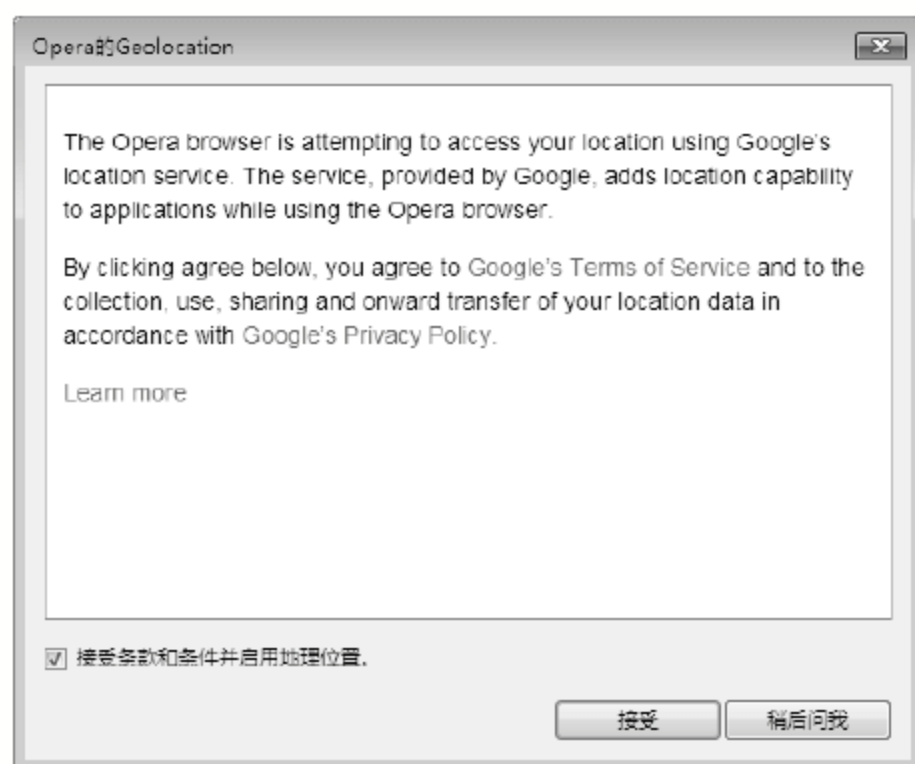 Opera的Geolocation
The Opera browser is attempting to access your location using Google's
location service. The service, provided by Google, adds location capability
to applications while using the Opera browser.
By clicking agree below, you agree to Google's Terms of Service and to the
collection, use, sharing and onward transfer of your location data in
accordance with Google's Privacy Policy.
Learn more
接受条款和条件并启用地理位置.
接受 稍后问我